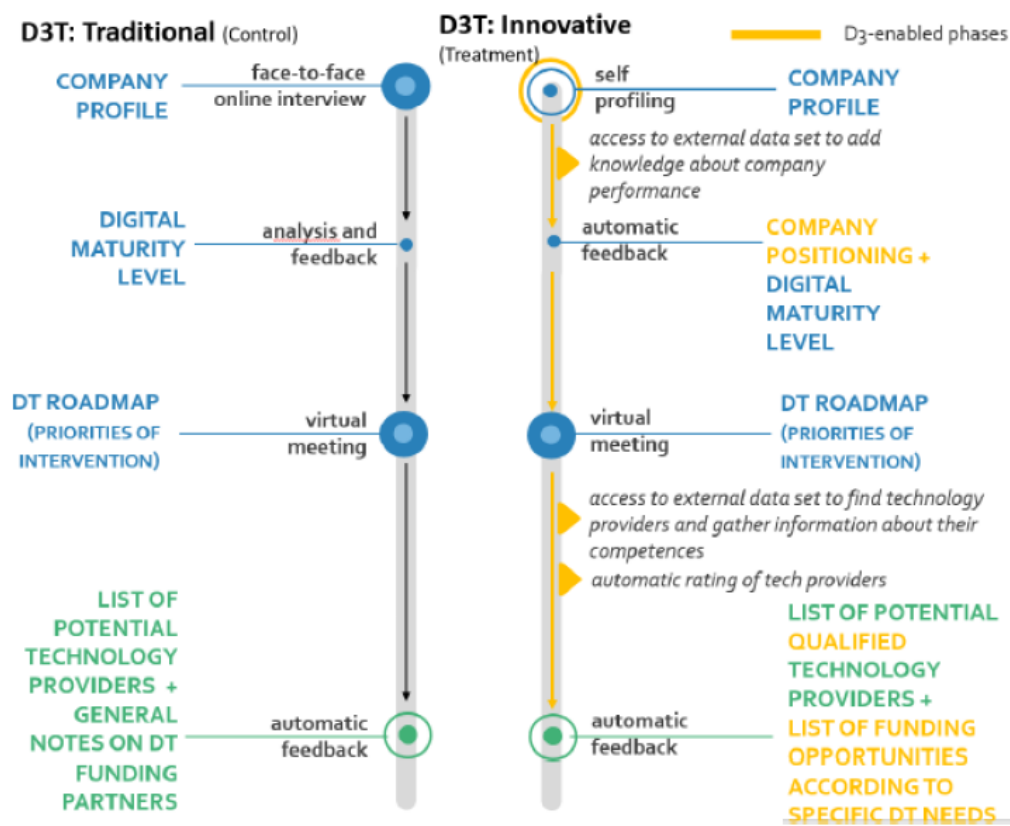 D3T: Traditional (Control)
COMPANY
PROFILE
face-to-face
online interview
DIGITAL
MATURITY
LEVEL
analysis and
feedback
DT ROADMAP
(PRIORITIES OF
INTERVENTION)
virtual
meeting
LIST OF
POTENTIAL
TECHNOLOGY
PROVIDERS +
GENERAL
NOTES ON DT
FUNDING
PARTNERS
automatic
feedback
D3T: Innovative
(Treatment)
D3-enabled phases
self
profiling
COMPANY
PROFILE
access to external data set to add
knowledge about company
performance
automatic
feedback
COMPANY
POSITIONING +
DIGITAL
MATURITY
LEVEL
virtual
meeting
DT ROADMAP
(PRIORITIES OF
INTERVENTION)
access to external data set to find technology
providers and gather information about their
competences
automatic rating of tech providers
automatic
feedback
LIST OF POTENTIAL
QUALIFIED
TECHNOLOGY
PROVIDERS +
LIST OF FUNDING
OPPORTUNITIES
ACCORDING TO
SPECIFIC DT NEEDS